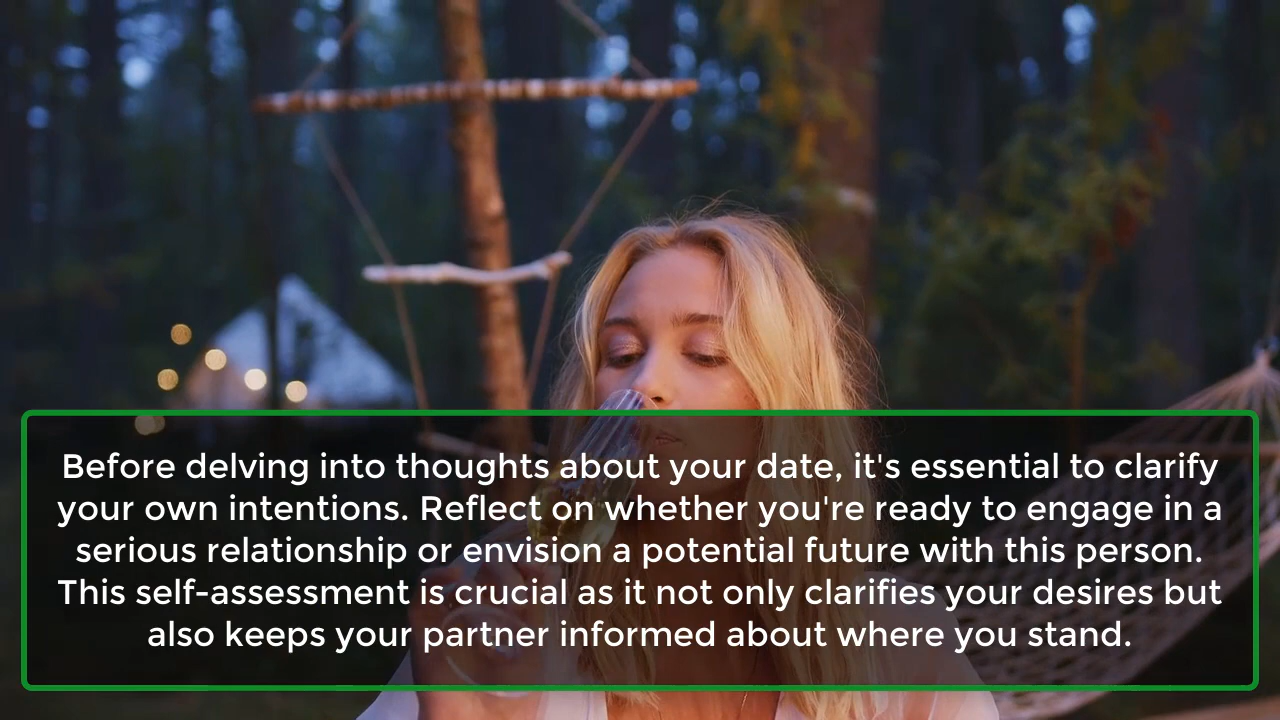 Before delving into thoughts about your date, it's essential to clarify
your own intentions. Reflect on whether you're ready to engage in a
serious relationship or envision a potential future with this person.
This self-assessment is crucial as it not only clarifies your desires but
also keeps your partner informed about where you stand.